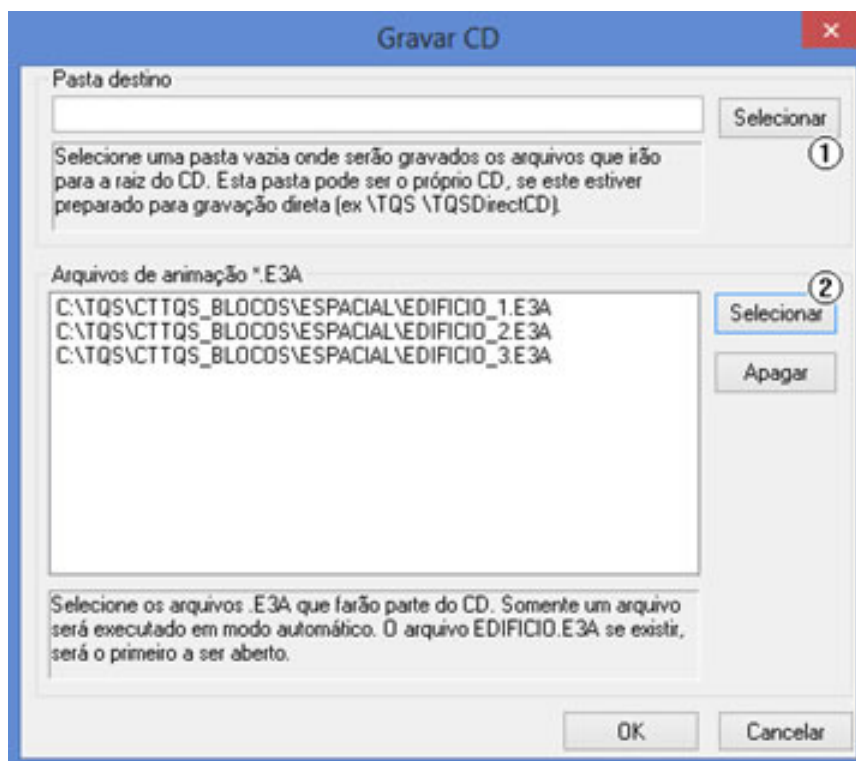 Gravar CD
×
Pasta destino
Selecionar
1
Selecione uma pasta vazia onde serão gravados os arquivos que irão
para a raiz do CD. Esta pasta pode ser o próprio CD, se este estiver
preparado para gravação direta (ex \TQS \TQSDirectCD).
Arquivos de animação *.E3A
2
Selecionar
C:\TQS\CTTQS_BLOCOS\ESPACIAL\EDIFICIO_1.E3A
C:\TQS\CTTQS_BLOCOS\ESPACIAL\EDIFICIO_2.E3A
C:\TQS\CTTQS_BLOCOS\ESPACIAL\EDIFICIO_3.E3A
Apagar
Selecione os arquivos .E3A que farão parte do CD. Somente um arquivo
será executado em modo automático. O arquivo EDIFICIO.E3A se existir,
será o primeiro a ser aberto.
OK
Cancelar